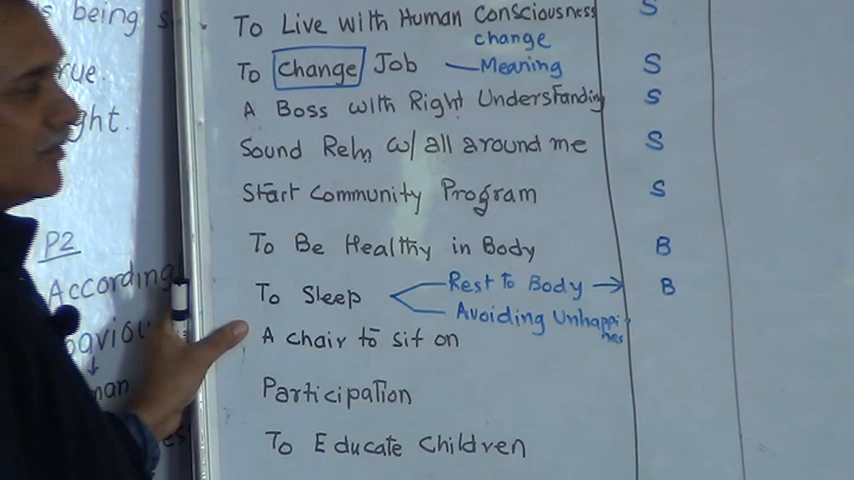 s being
rue.
ght.
P2
According
aviou
↓
man
To Live with Human Consciousness S
change
To Change Job — Meaning S
A Boss with Right Understanding S
Sound Reln w/ all around me S
Start Community Program S
To Be Healthy in Body B
To Sleep Rest To Body → B
Avoiding Unhappines
A chair to sit on
Participation
To Educate Children